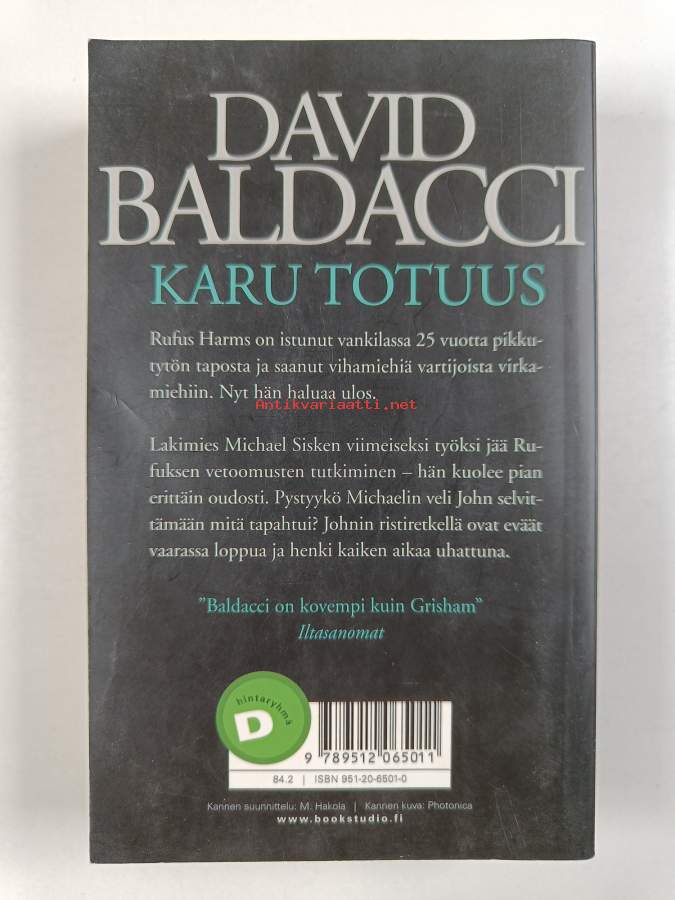 DAVID
BALDACCI
KARU TOTUUS
Rufus Harms on istunut vankilassa 25 vuotta pikku-
tytön taposta ja saanut vihamiehiä vartijoista virka-
miehiin. Nyt hän haluaa ulos.
Antikvariaatti.net
Lakimies Michael Sisken viimeiseksi työksi jää Ru-
fuksen vetoomusten tutkiminen – hän kuolee pian
erittäin oudosti. Pystyykö Michaelin veli John selvit-
tämään mitä tapahtui? Johnin ristiretkellä ovat eväät
vaarassa loppua ja henki kaiken aikaa uhattuna.
”Baldacci on kovempi kuin Grisham”
Iltasanomat
hintaryhmä
D
9 789512 065011
84.2 | ISBN 951-20-6501-0
Kannen suunnittelu: M. Hakola | Kannen kuva: Photonica
www.bookstudio.fi